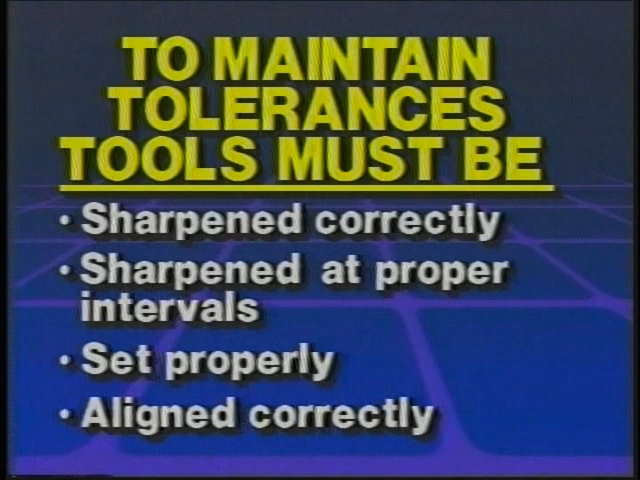 TO MAINTAIN
TOLERANCES
TOOLS MUST BE
• Sharpened correctly
• Sharpened at proper
intervals
• Set properly
• Aligned correctly